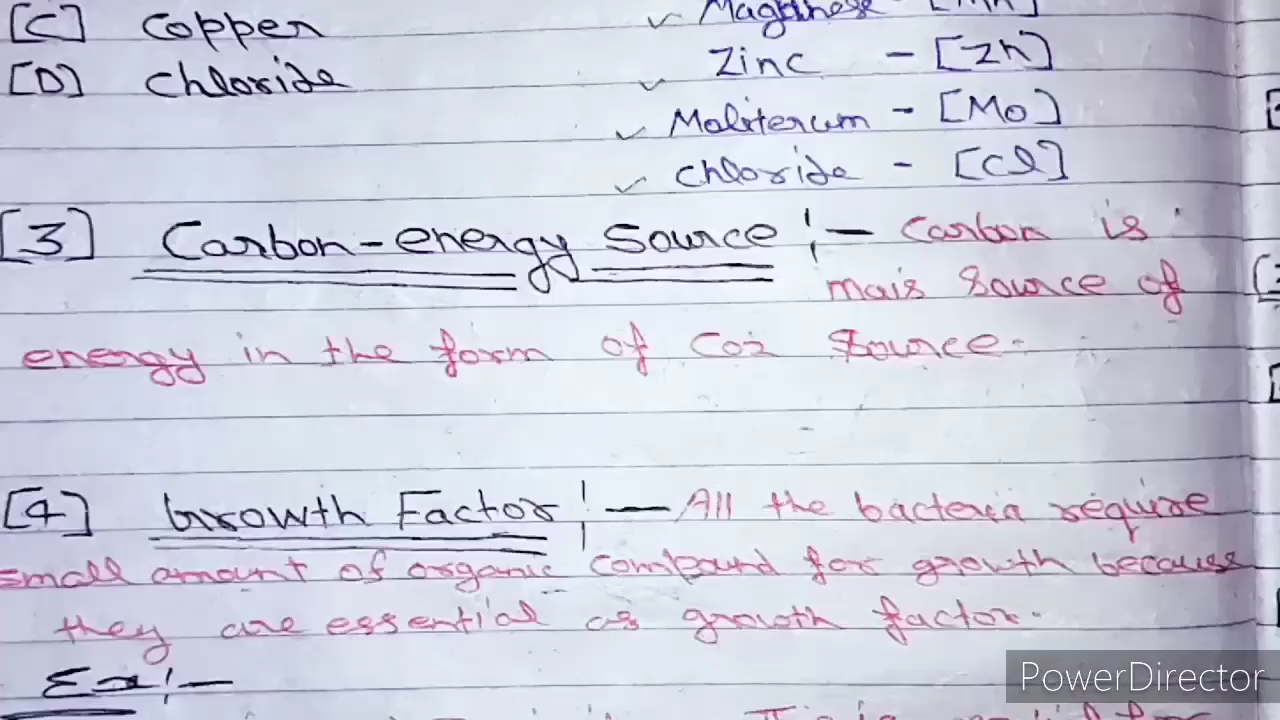 [C] Copper
[D] Chloride
Zinc - [Zn]
Moliterum - [Mo]
Chloride - [Cl]
[3] Carbon-energy Source :- Carbon is
mais source of
energy in the form of Co2 Source.
[4] Growth Factor :- All the bacteria require
small amount of organic compound for growth because
they are essential as growth factor.
Ex:-
PowerDirector